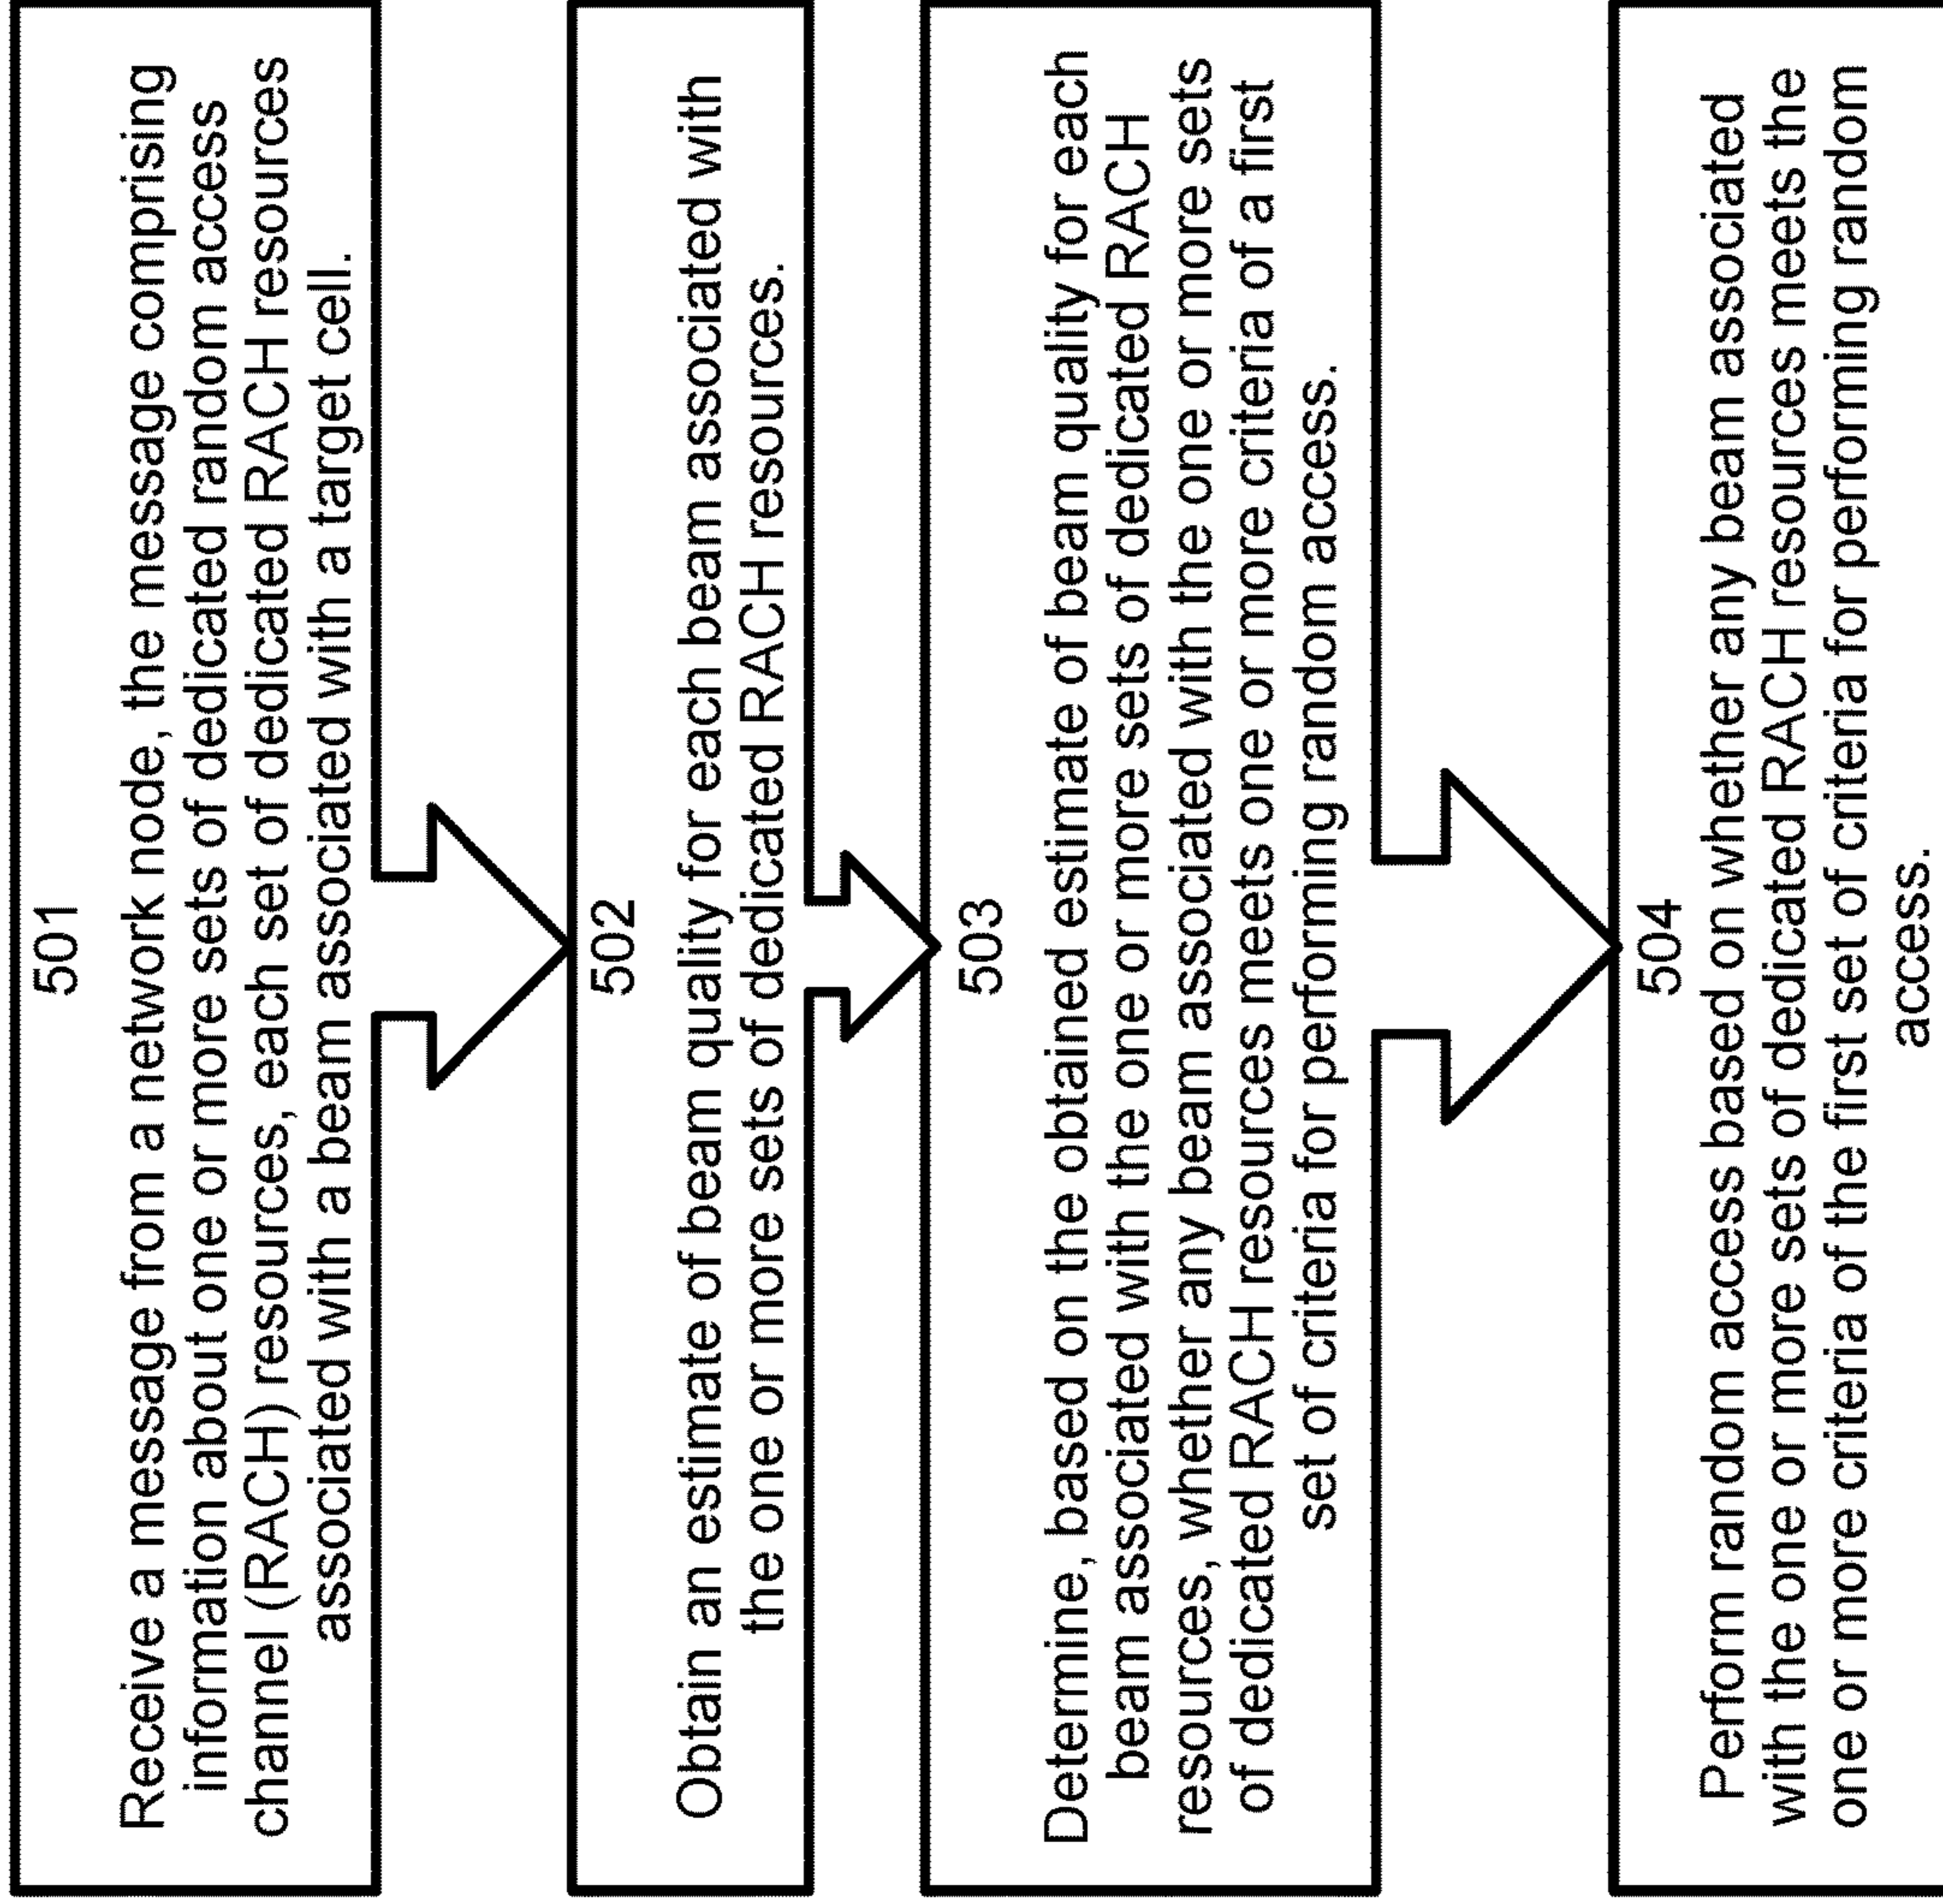 501
Receive a message from a network node, the message comprising
information about one or more sets of dedicated random access
channel (RACH) resources, each set of dedicated RACH resources
associated with a beam associated with a target cell.
502
Obtain an estimate of beam quality for each beam associated with
the one or more sets of dedicated RACH resources.
503
Determine, based on the obtained estimate of beam quality for each
beam associated with the one or more sets of dedicated RACH
resources, whether any beam associated with the one or more sets
of dedicated RACH resources meets one or more criteria of a first
set of criteria for performing random access.
504
Perform random access based on whether any beam associated
with the one or more sets of dedicated RACH resources meets the
one or more criteria of the first set of criteria for performing random
access.